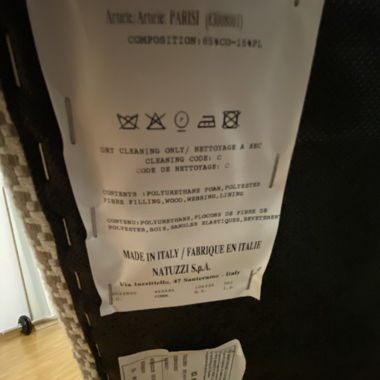 Article, Article: PARISI
COMPOSITION:85%CO-15%PL
DRY CLEANING ONLY/ NETTOYAGE A SEC
CLEANING CODE: C
CODE DE NETTOYAGE: C
CONTENTS :POLYURETHANE FOAM,POLYESTER
FIBRE FILLING,WOOD,WEBBING,LINING
CONTENU:POLYURETHANE,FLOCONS DE FIBRE DE
POLYESTER,BOIS,SANGLES ELASTIQUES,REVETEMENT
MADE IN ITALY / FABRIQUE EN ITALIE
NATUZZI S.p.A.
Via Iazzitiello, 47 Santeramo - Italy